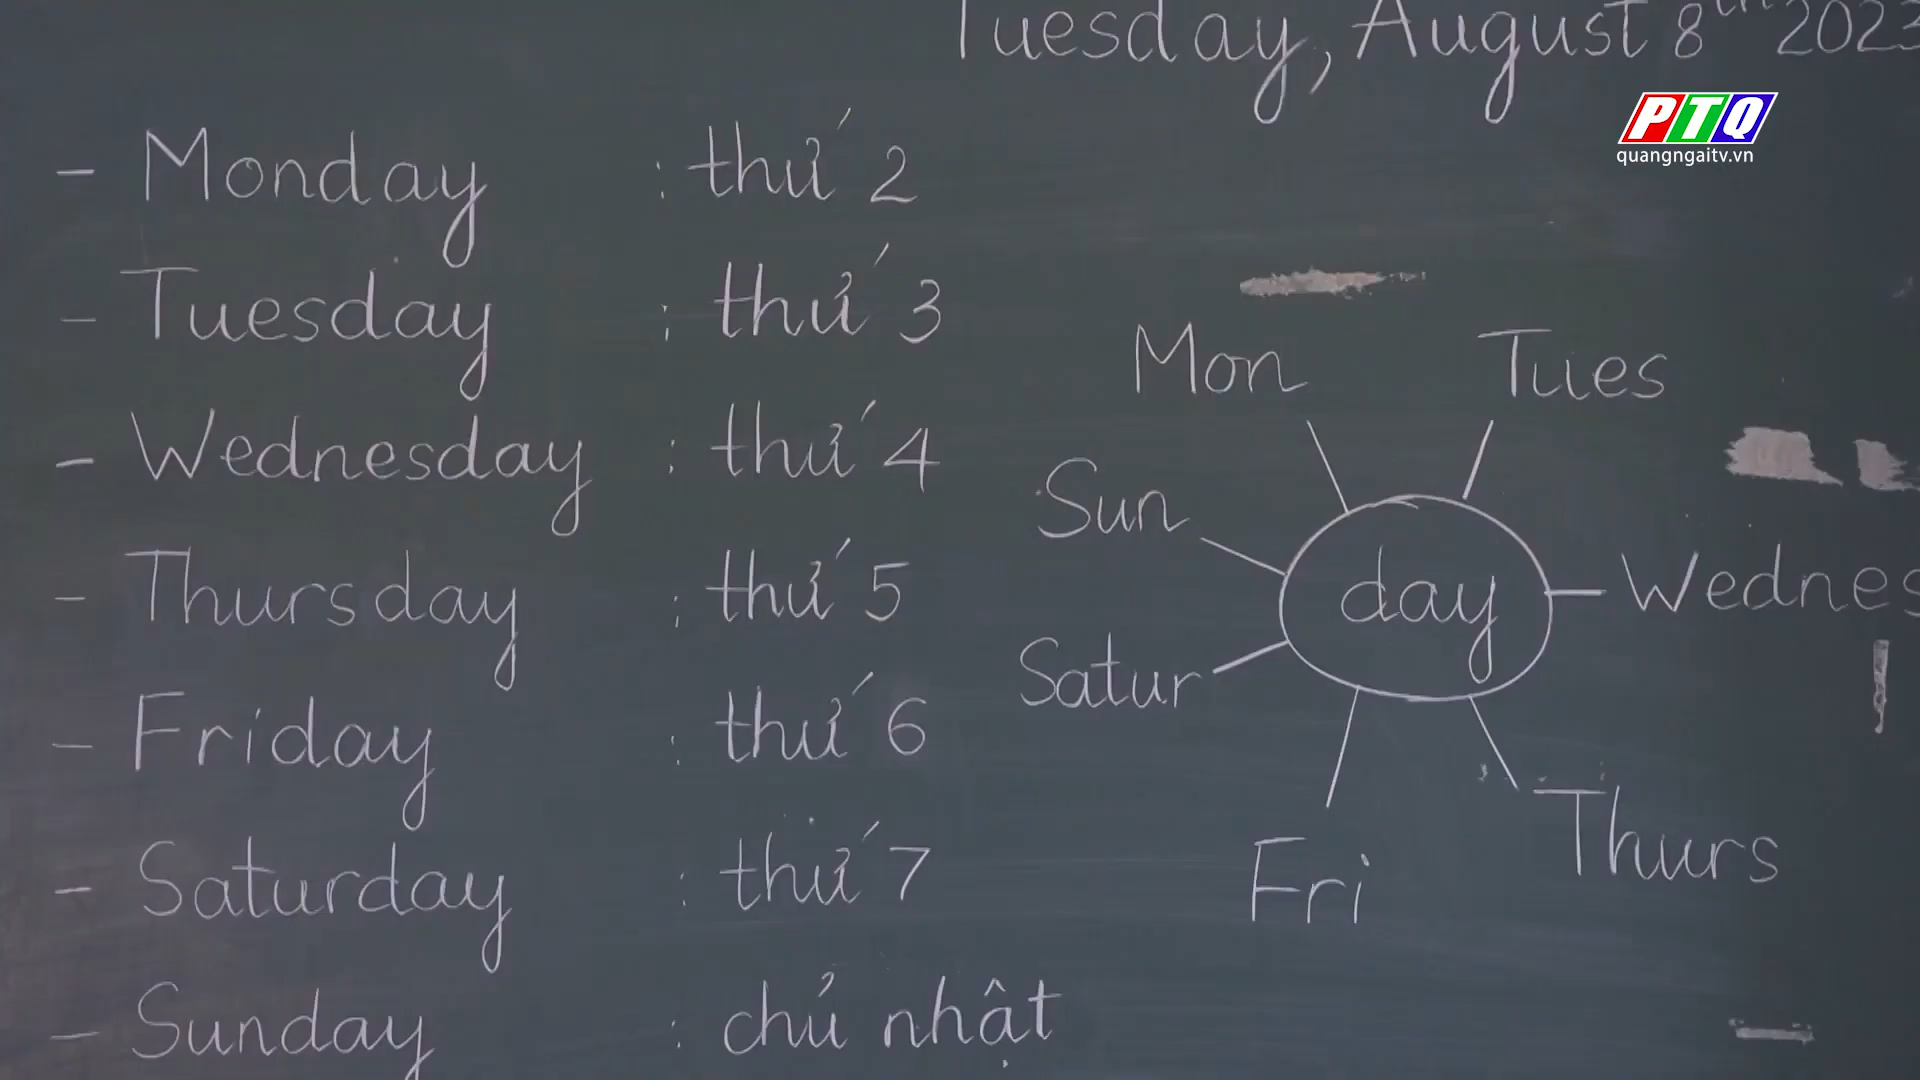 Tuesday, August 8th 2023
PTQ
quangngaitv.vn
- Monday : thứ 2
- Tuesday : thứ 3
- Wednesday : thứ 4
- Thursday : thứ 5
- Friday : thứ 6
- Saturday : thứ 7
- Sunday : chủ nhật
Mon
Tues
Sun
day
Wednes
Satur
Thurs
Fri